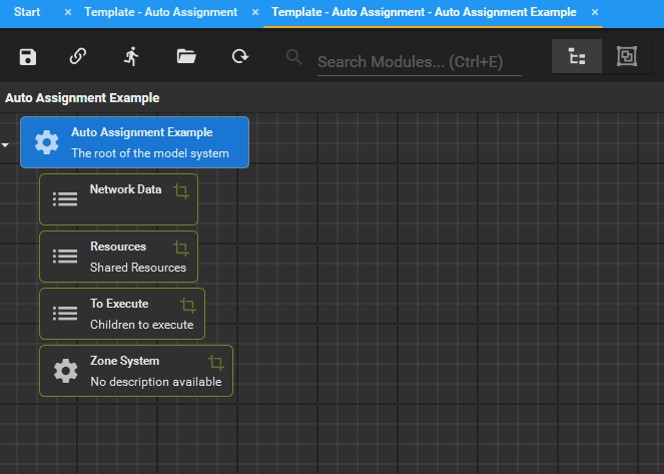 Start × Template - Auto Assignment × Template - Auto Assignment - Auto Assignment Example ×
Search Modules... (Ctrl+E)
Auto Assignment Example
Auto Assignment Example
The root of the model system
Network Data
Resources
Shared Resources
To Execute
Children to execute
Zone System
No description available